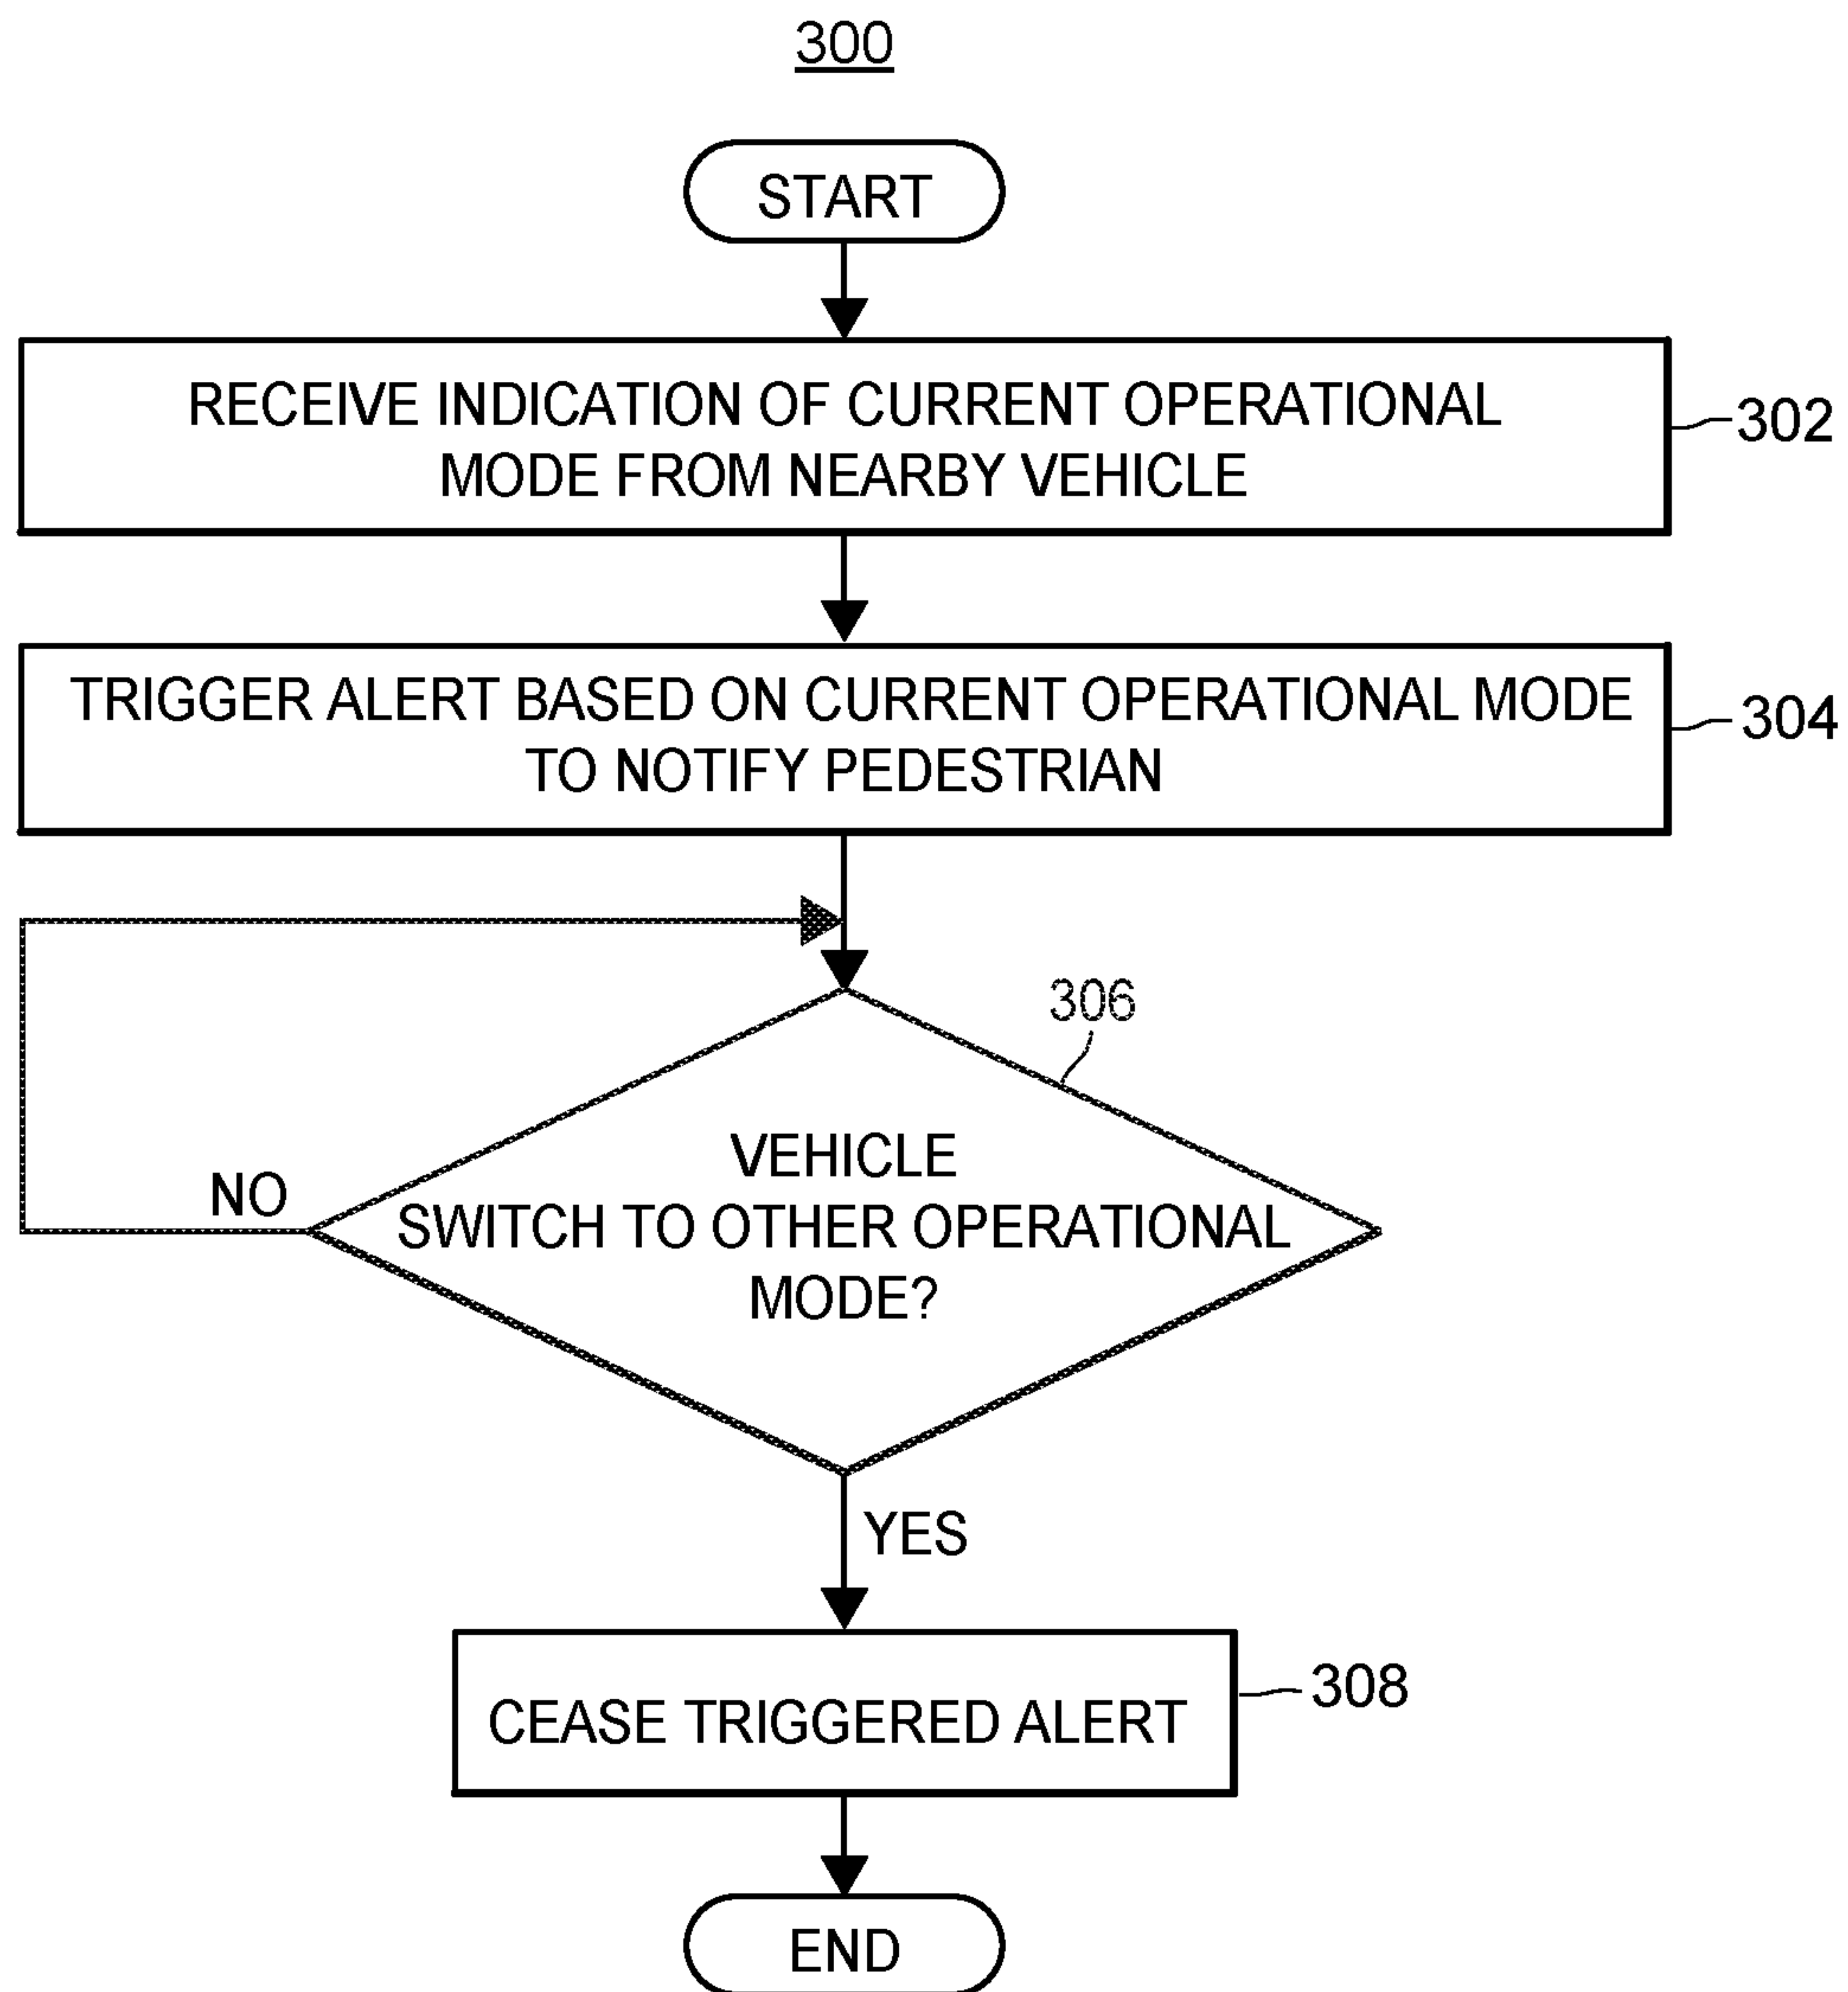 300
START
RECEIVE INDICATION OF CURRENT OPERATIONAL
MODE FROM NEARBY VEHICLE
302
TRIGGER ALERT BASED ON CURRENT OPERATIONAL MODE
TO NOTIFY PEDESTRIAN
304
306
VEHICLE
SWITCH TO OTHER OPERATIONAL
MODE?
NO
YES
CEASE TRIGGERED ALERT
308
END